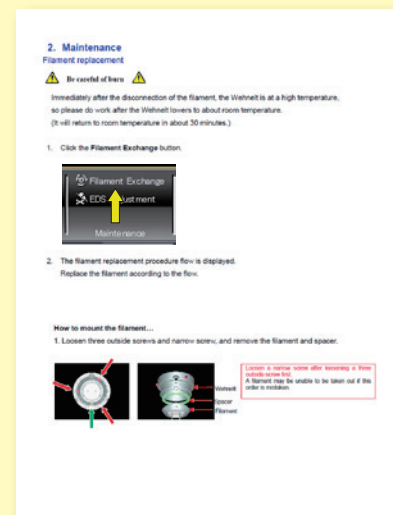 2. Maintenance
Filament replacement
Be careful of burn
Immediately after the disconnection of the filament, the Wehnelt is at a high temperature,
so please do work after the Wehnelt lowers to about room temperature.
(It will return to room temperature in about 30 minutes.)
1. Click the Filament Exchange button.
Filament Exchange
EDS justment
Maintenance
2. The filament replacement procedure flow is displayed.
Replace the filament according to the flow.
How to mount the filament…
1. Loosen three outside screws and narrow screw, and remove the filament and spacer.
Loosen a narrow screw after loosening a three
outside screw first.
A filament may be unable to be taken out if this
order is mistaken.
Wehnelt
Spacer
Filament